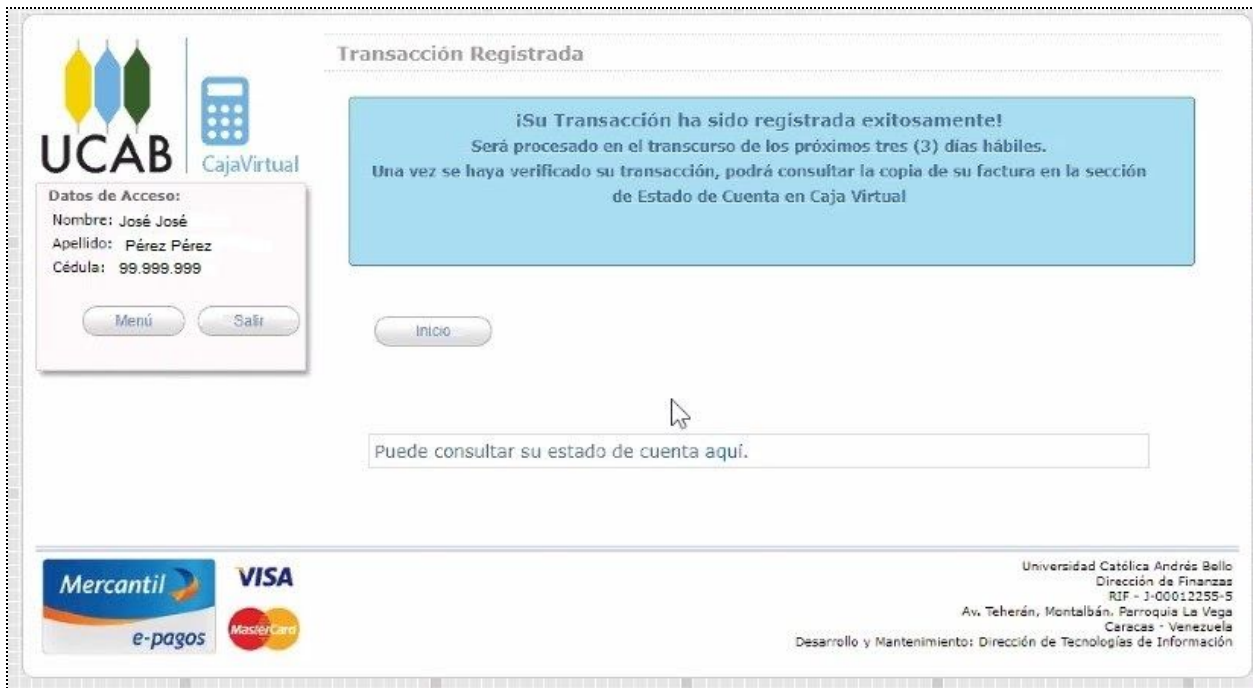 Transacción Registrada
UCAB
CajaVirtual
¡Su Transacción ha sido registrada exitosamente!
Será procesado en el transcurso de los próximos tres (3) días hábiles.
Una vez se haya verificado su transacción, podrá consultar la copia de su factura en la sección
de Estado de Cuenta en Caja Virtual
Datos de Acceso:
Nombre: José José
Apellido: Pérez Pérez
Cédula: 99.999.999
Menú
Salir
Inicio
Puede consultar su estado de cuenta aquí.
Mercantil
e-pagos
VISA
MasterCard
Universidad Católica Andrés Bello
Dirección de Finanzas
RIF - J-00012255-5
Av. Teherán, Montalbán. Parroquia La Vega
Caracas - Venezuela
Desarrollo y Mantenimiento: Dirección de Tecnologías de Información